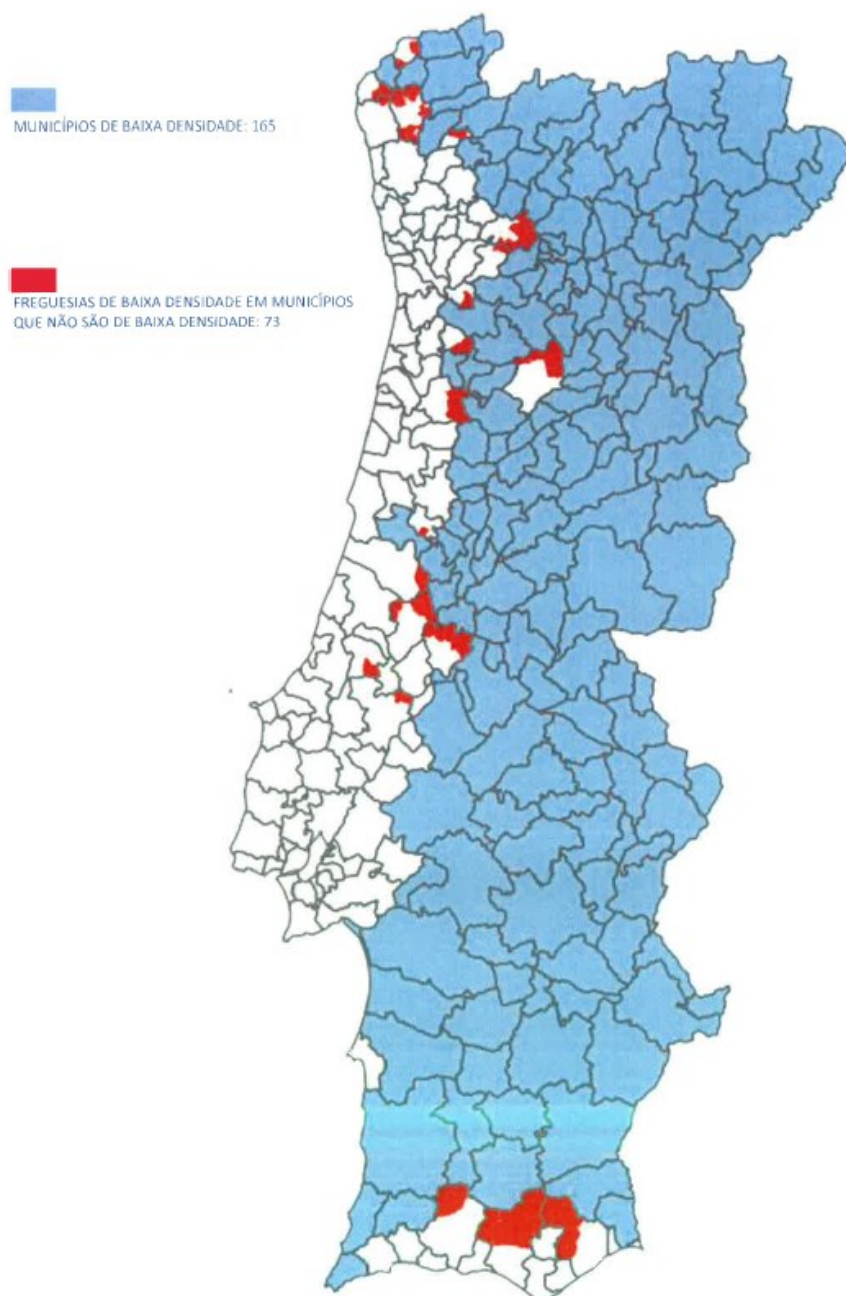 MUNICÍPIOS DE BAIXA DENSIDADE: 165
FREGUESIAS DE BAIXA DENSIDADE EM MUNICÍPIOS
QUE NÃO SÃO DE BAIXA DENSIDADE: 73